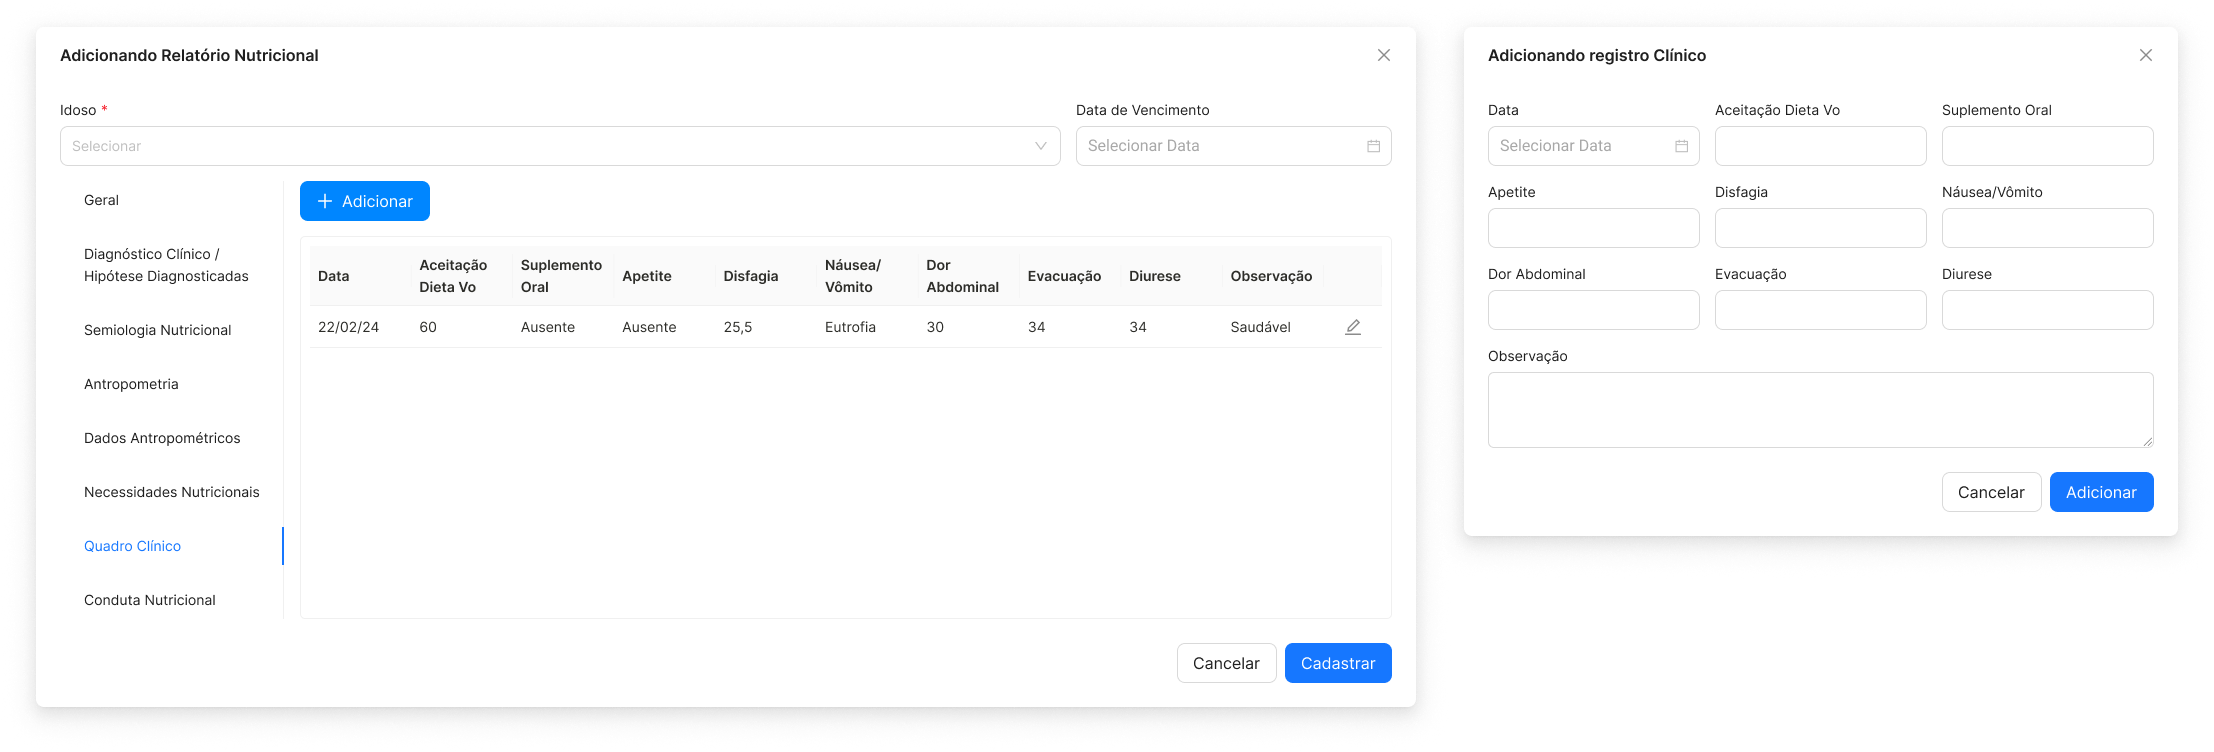 Adicionando Relatório Nutricional
Idoso *
Selecionar
Data de Vencimento
Selecionar Data
Geral
Diagnóstico Clínico /
Hipótese Diagnosticadas
Semiologia Nutricional
Antropometria
Dados Antropométricos
Necessidades Nutricionais
Quadro Clínico
Conduta Nutricional
Adicionar
Data
Aceitação
Dieta Vo
Suplemento
Oral
Apetite
Disfagia
Náusea/
Vômito
Dor
Abdominal
Evacuação
Diurese
Observação
22/02/24
60
Ausente
Ausente
25,5
Eutrofia
30
34
34
Saudável
Cancelar
Cadastrar
Adicionando registro Clínico
Data
Selecionar Data
Aceitação Dieta Vo
Suplemento Oral
Apetite
Disfagia
Náusea/Vômito
Dor Abdominal
Evacuação
Diurese
Observação
Cancelar
Adicionar